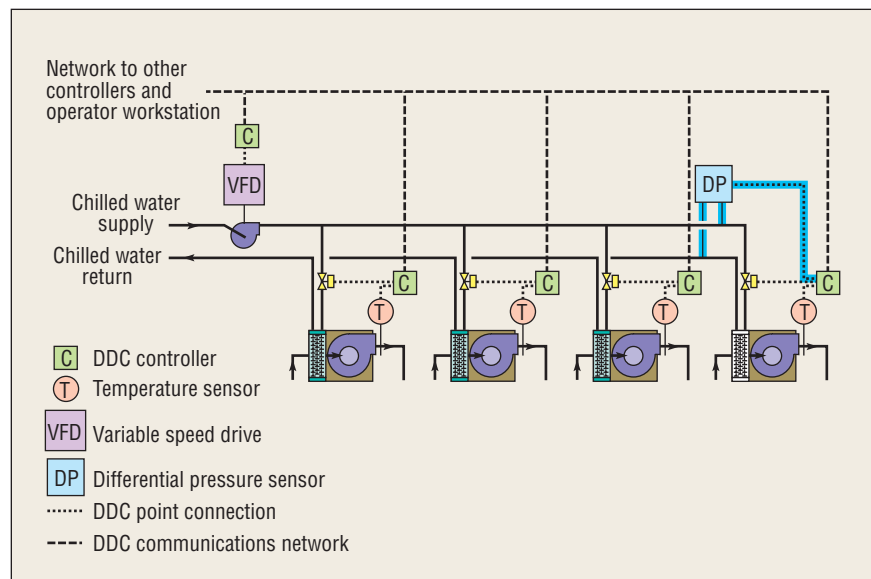 Network to other
controllers and
operator workstation
C
VFD
DP
Chilled water
supply
Chilled water
return
C
C
C
C
T
T
T
T
C DDC controller
T Temperature sensor
VFD Variable speed drive
DP Differential pressure sensor
DDC point connection
DDC communications network